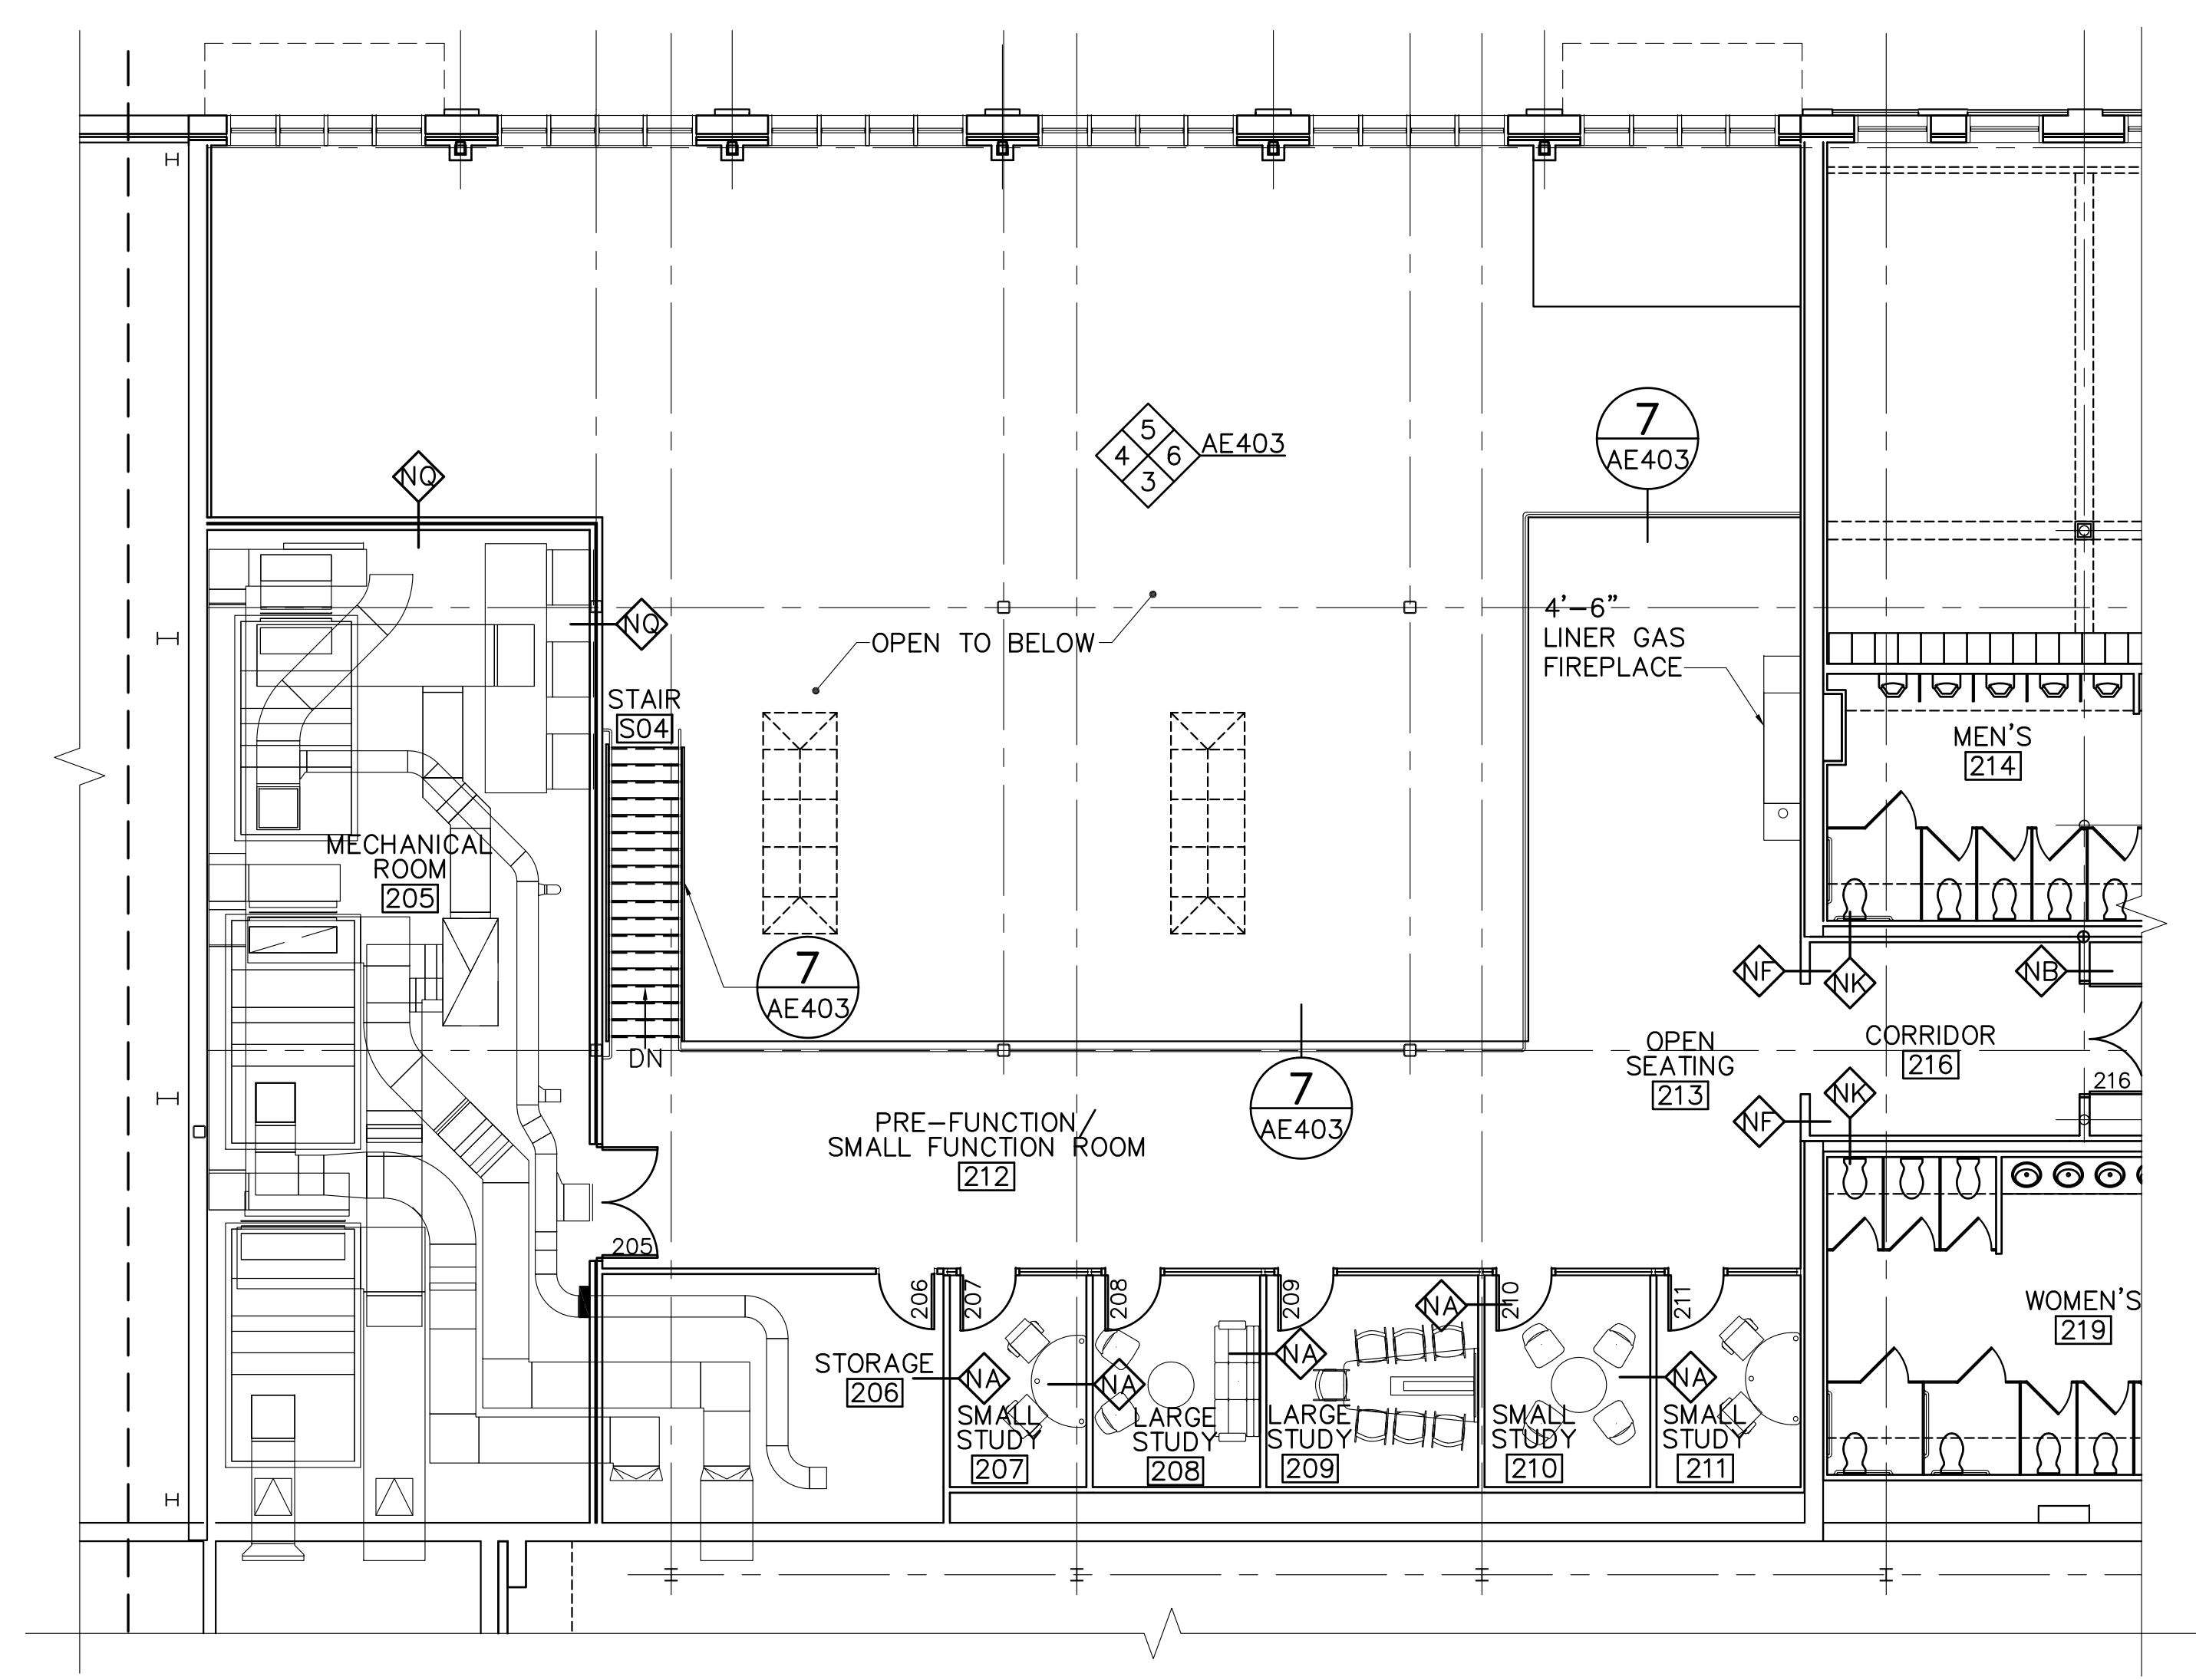 5
4
6
3
AE403
7
AE403
NQ
NQ
4'-6"
LINER GAS
FIREPLACE
OPEN TO BELOW
STAIR
S04
MEN'S
214
MECHANICAL
ROOM
205
7
AE403
DN
NF
NK
NB
OPEN
SEATING
213
CORRIDOR
216
216
7
AE403
NK
NF
PRE-FUNCTION/
SMALL FUNCTION ROOM
212
205
206
207
208
209
210
211
NA
WOMEN'S
219
STORAGE
206
NA
NA
NA
NA
SMALL
STUDY
207
LARGE
STUDY
208
LARGE
STUDY
209
SMALL
STUDY
210
SMALL
STUDY
211